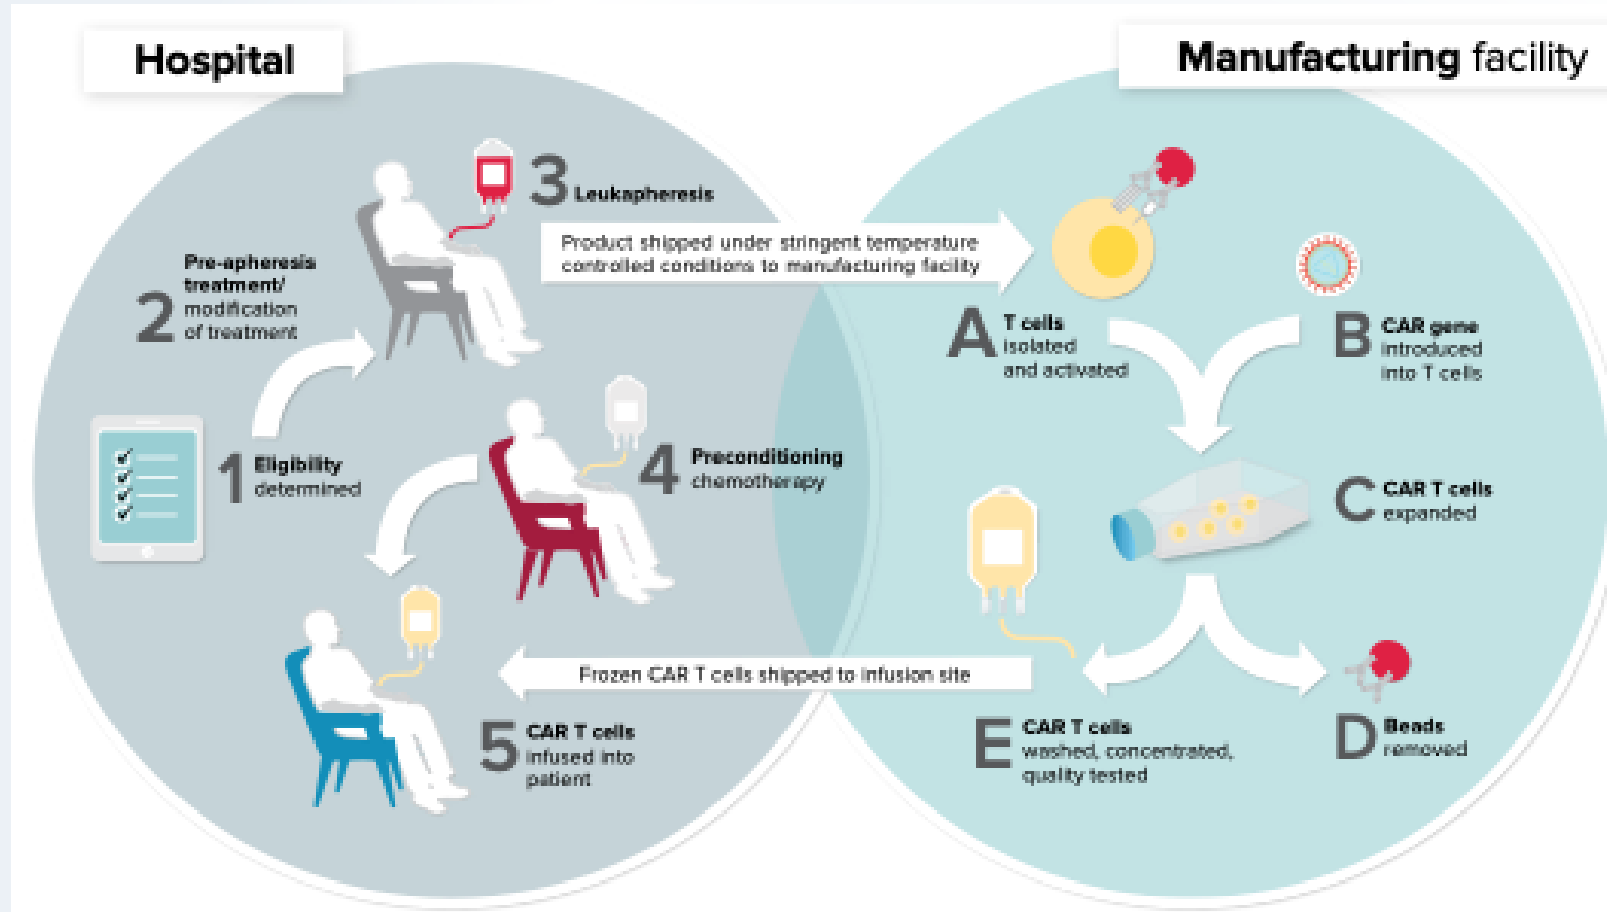 Hospital
Manufacturing facility
3 Leukapheresis
Product shipped under stringent temperature
controlled conditions to manufacturing facility
2 Pre-apheresis
treatment/
modification
of treatment
1 Eligibility
determined
4 Preconditioning
chemotherapy
Frozen CAR T cells shipped to infusion site
5 CAR T cells
infused into
patient
A T cells
isolated
and activated
B CAR gene
introduced
into T cells
C CAR T cells
expanded
E CAR T cells
washed, concentrated,
quality tested
D Beads
removed